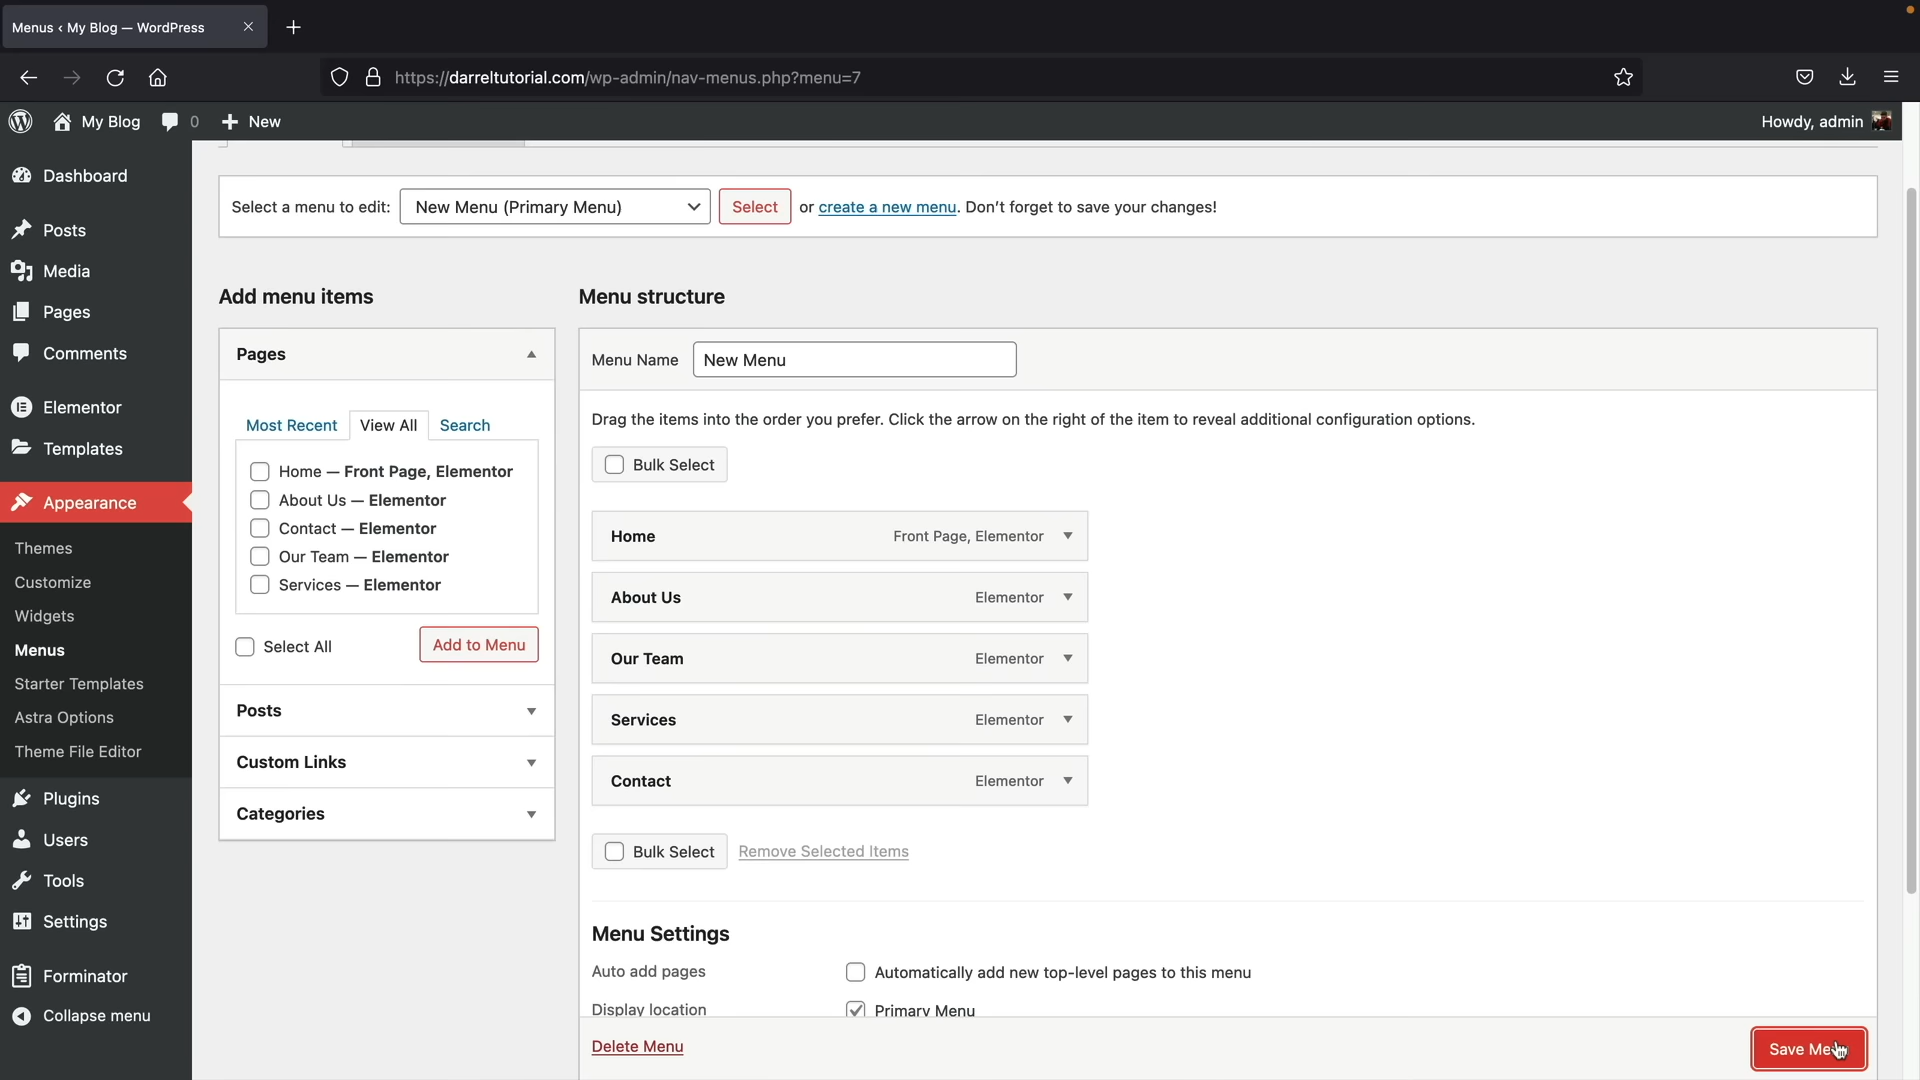 Menus ‹ My Blog — WordPress
https://darreltutorial.com/wp-admin/nav-menus.php?menu=7
My Blog 0 New Howdy, admin
Dashboard
Posts
Media
Pages
Comments
Elementor
Templates
Appearance
Themes
Customize
Widgets
Menus
Starter Templates
Astra Options
Theme File Editor
Plugins
Users
Tools
Settings
Forminator
Collapse menu
Select a menu to edit: New Menu (Primary Menu) Select or create a new menu. Don't forget to save your changes!
Add menu items
Pages
Most Recent View All Search
Home — Front Page, Elementor
About Us — Elementor
Contact — Elementor
Our Team — Elementor
Services — Elementor
Select All Add to Menu
Posts
Custom Links
Categories
Menu structure
Menu Name New Menu
Drag the items into the order you prefer. Click the arrow on the right of the item to reveal additional configuration options.
Bulk Select
Home Front Page, Elementor
About Us Elementor
Our Team Elementor
Services Elementor
Contact Elementor
Bulk Select Remove Selected Items
Menu Settings
Auto add pages Automatically add new top-level pages to this menu
Display location Primary Menu
Delete Menu Save